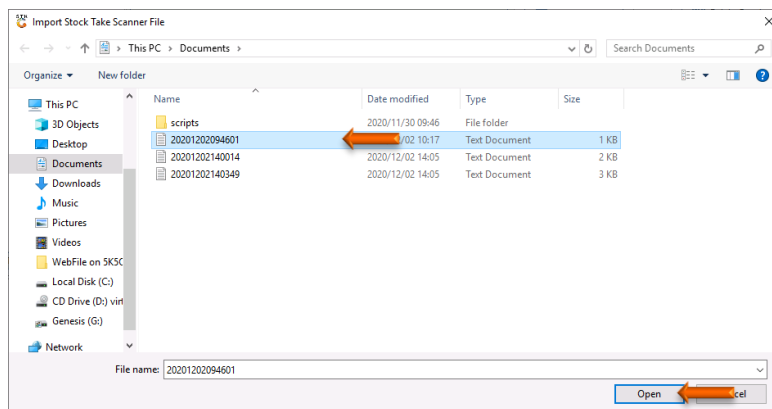 Import Stock Take Scanner File
This PC > Documents >
Search Documents
Organize New folder
Name Date modified Type Size
This PC
3D Objects
Desktop
Documents
Downloads
Music
Pictures
Videos
WebFile on 5K5C
Local Disk (C:)
CD Drive (D:) virt
Genesis (G:)
Network
scripts 2020/11/30 09:46 File folder
20201202094601 /02 10:17 Text Document 1 KB
20201202140014 2020/12/02 14:05 Text Document 2 KB
20201202140349 2020/12/02 14:05 Text Document 3 KB
File name: 20201202094601
Open cel